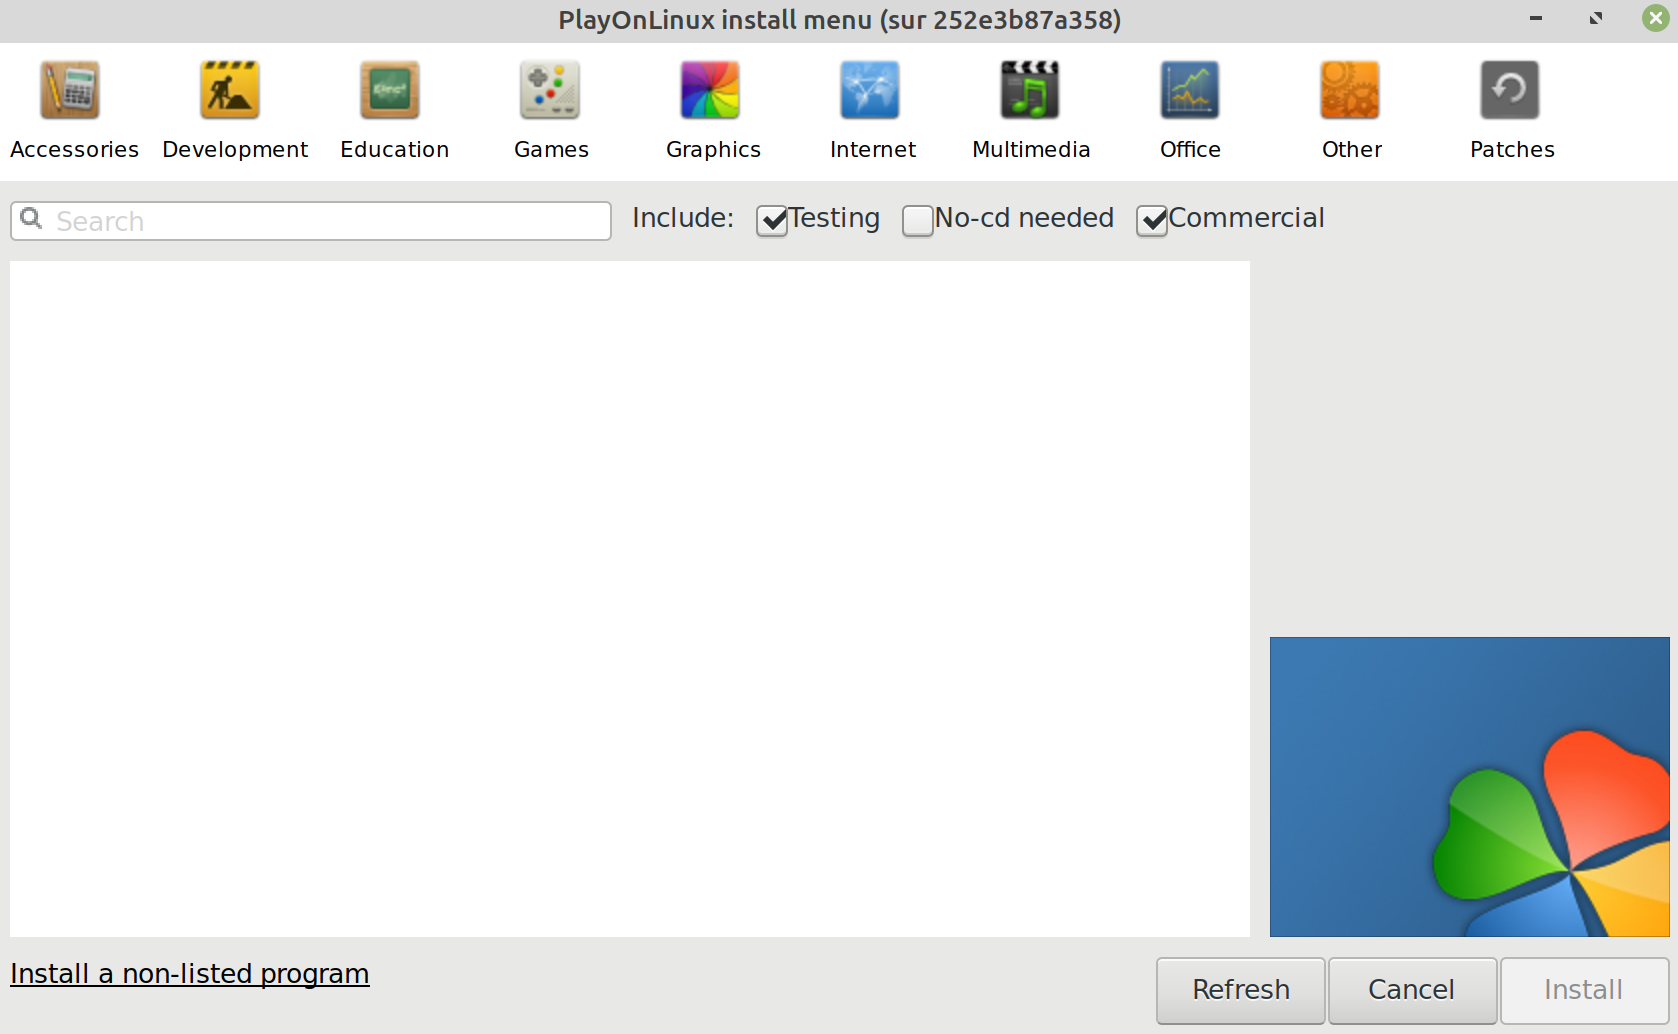 PlayOnLinux install menu (sur 252e3b87a358)
Accessories Development Education Games Graphics Internet Multimedia Office Other Patches
Search Include: Testing No-cd needed Commercial
Install a non-listed program
Refresh Cancel Install